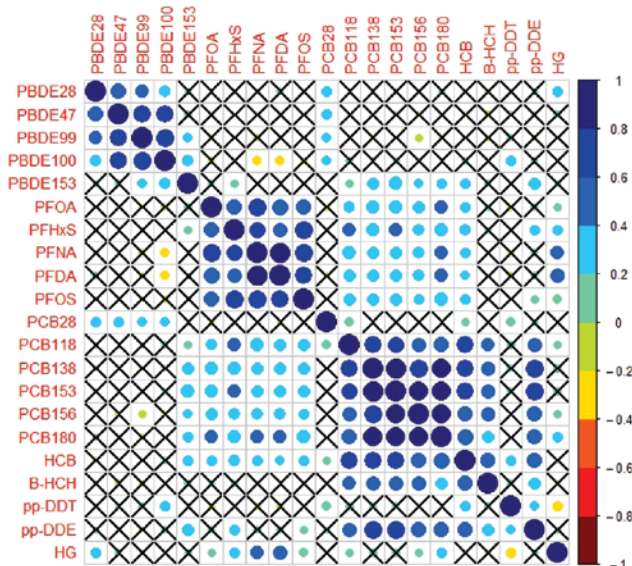 PBDE28
PBDE47
PBDE99
PBDE100
PBDE153
PFOA
PFHxS
PFNA
PFDA
PFOS
PCB28
PCB118
PCB138
PCB153
PCB156
PCB180
HCB
B-HCH
pp-DDT
pp-DDE
HG
PBDE28
PBDE47
PBDE99
PBDE100
PBDE153
PFOA
PFHxS
PFNA
PFDA
PFOS
PCB28
PCB118
PCB138
PCB153
PCB156
PCB180
HCB
B-HCH
pp-DDT
pp-DDE
HG
1
0.8
0.6
0.4
0.2
0
-0.2
-0.4
-0.6
-0.8
-1